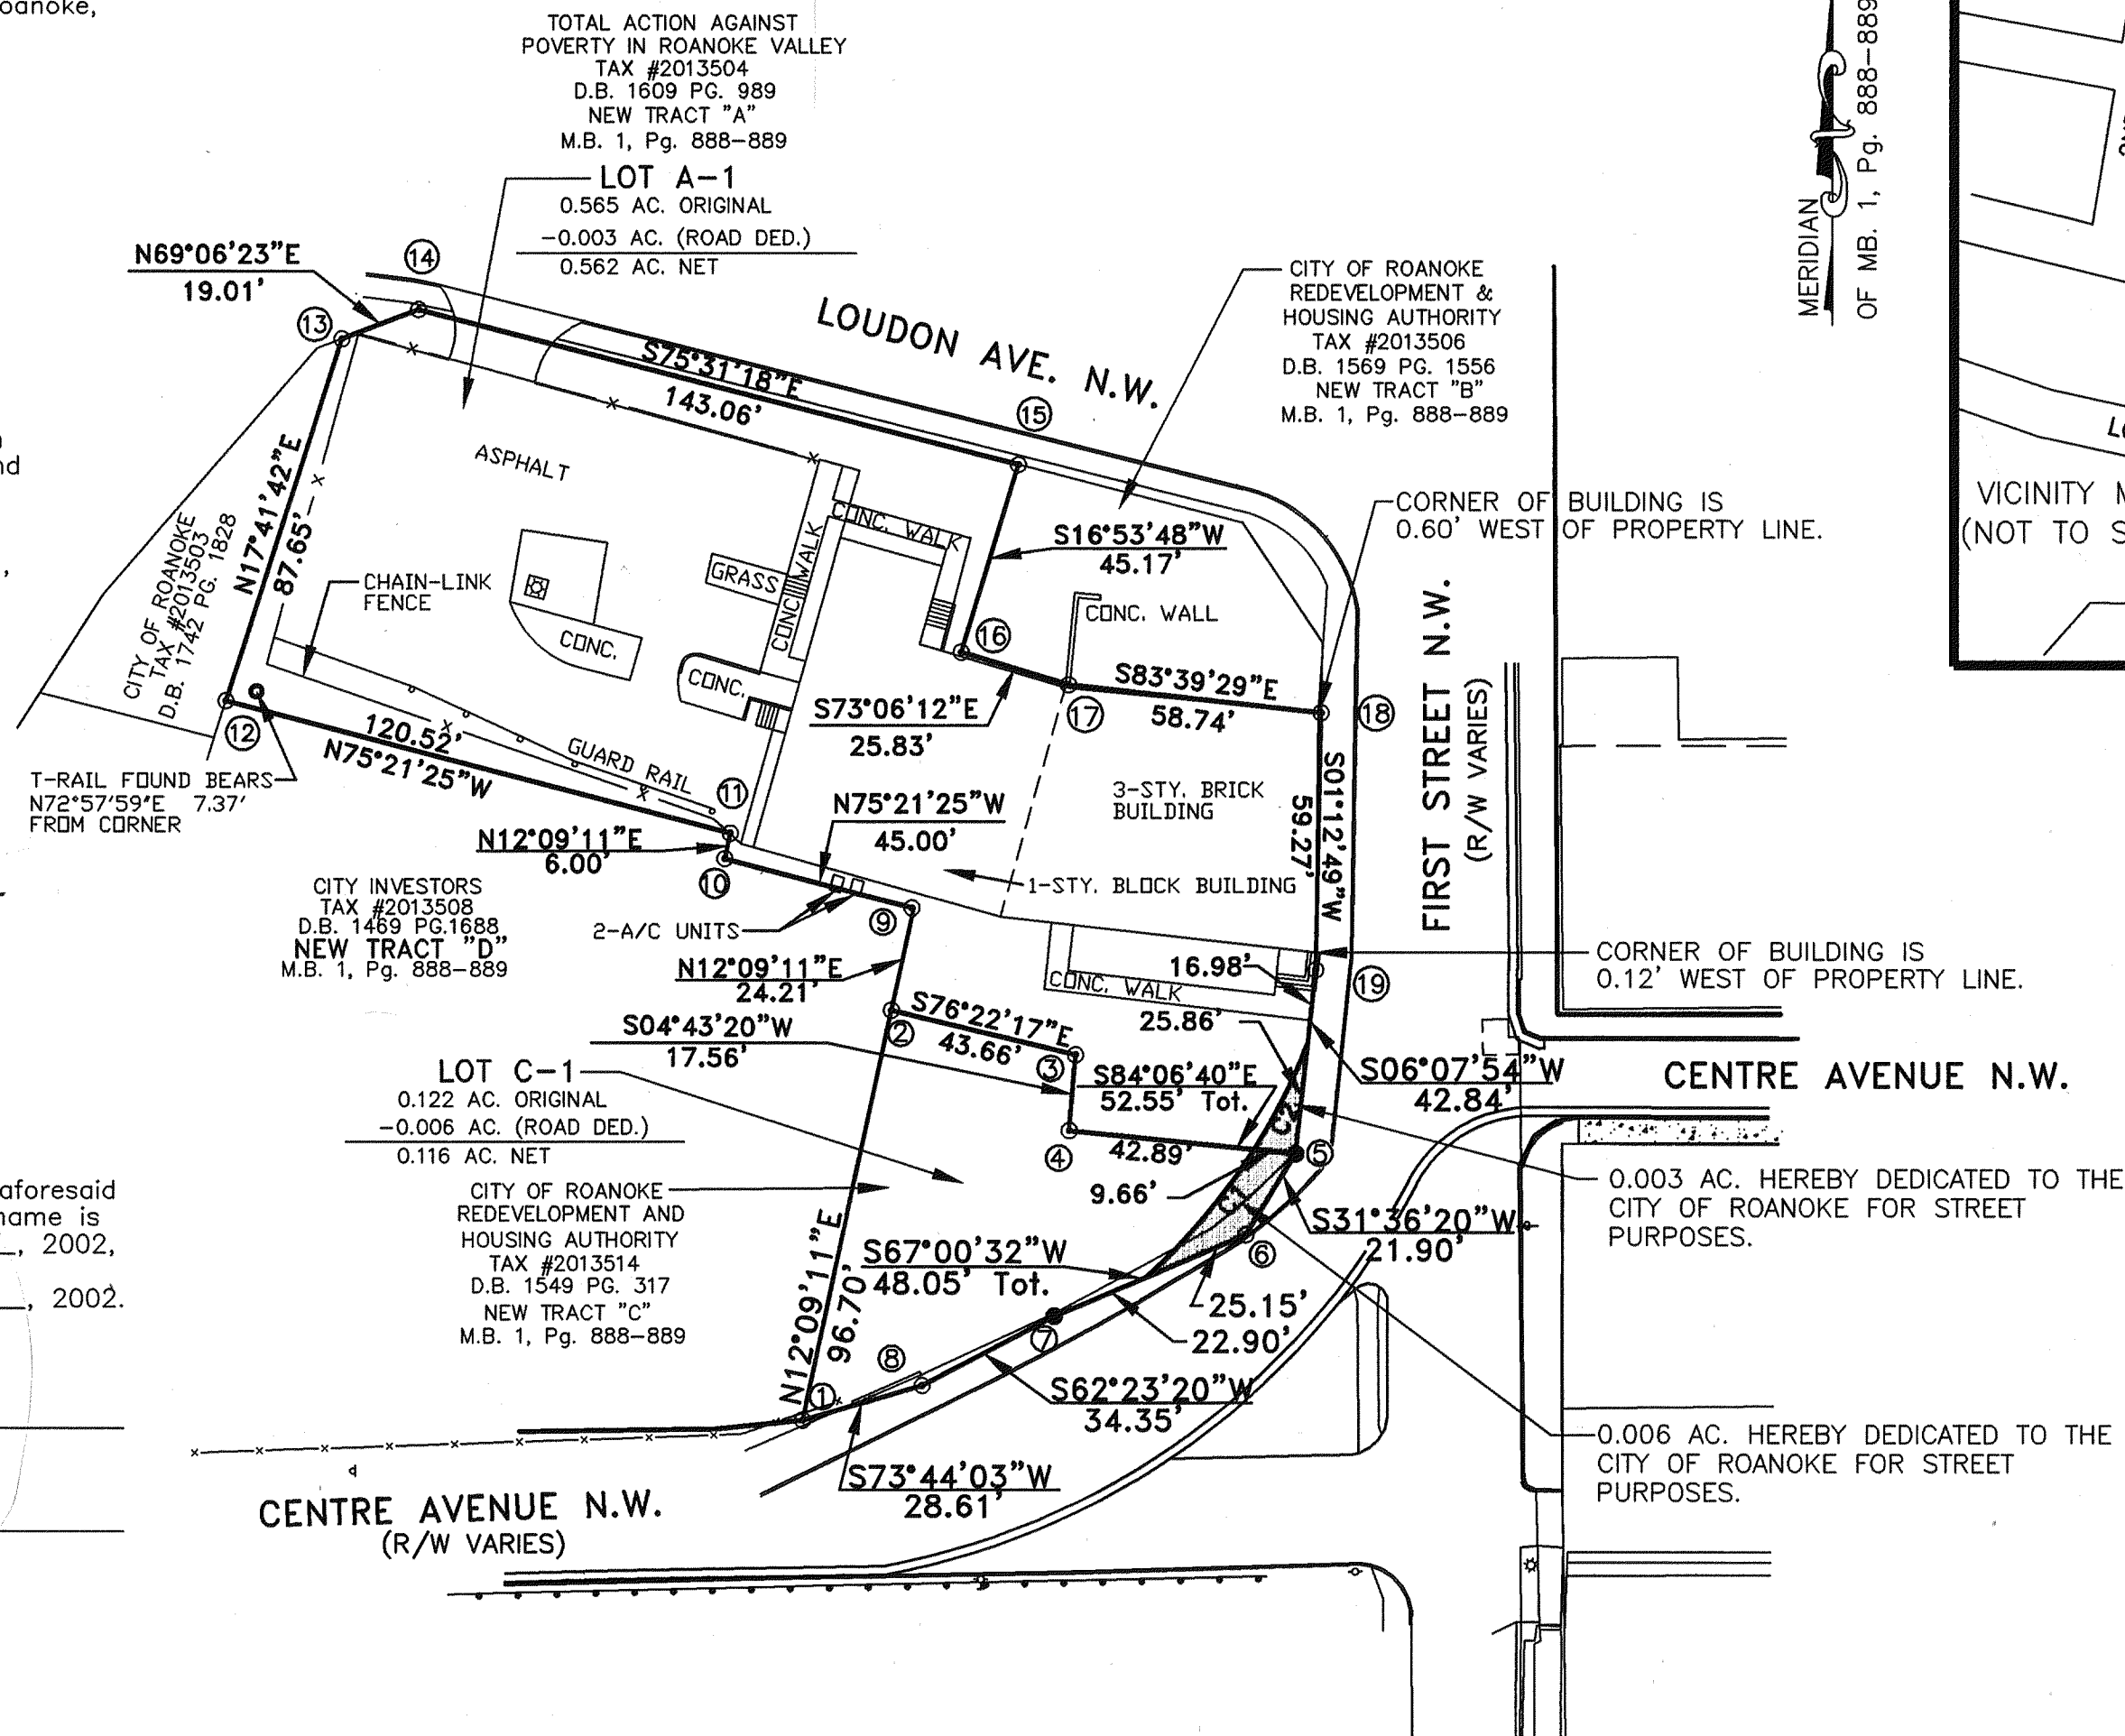 oanoke,
TOTAL ACTION AGAINST
POVERTY IN ROANOKE VALLEY
TAX #2013504
D.B. 1609 PG. 989
NEW TRACT "A"
M.B. 1, Pg. 888-889
LOT A-1
0.565 AC. ORIGINAL
-0.003 AC. (ROAD DED.)
0.562 AC. NET
MERIDIAN
OF MB. 1, Pg. 888-889
N69°06'23"E
19.01'
14
13
LOUDON AVE. N.W.
S75°31'18"E
143.06'
15
CITY OF ROANOKE
REDEVELOPMENT &
HOUSING AUTHORITY
TAX #2013506
D.B. 1569 PG. 1556
NEW TRACT "B"
M.B. 1, Pg. 888-889
nd
VICINITY M
(NOT TO S
CORNER OF BUILDING IS
0.60' WEST OF PROPERTY LINE.
ASPHALT
N17°41'42"E
87.65'
CITY OF ROANOKE
TAX #2013503
D.B. 1742 PG. 1828
CHAIN-LINK
FENCE
GRASS
CONC. WALK
CONC. WALK
CONC.
CONC.
S16°53'48"W
45.17'
CONC. WALL
16
S73°06'12"E
25.83'
17
S83°39'29"E
58.74'
18
FIRST STREET N.W.
(R/W VARIES)
12
120.52'
N75°21'25"W
GUARD RAIL
T-RAIL FOUND BEARS
N72°57'59"E 7.37'
FROM CORNER
11
N75°21'25"W
45.00'
3-STY. BRICK
BUILDING
S01°12'49"W
59.27'
N12°09'11"E
6.00'
10
1-STY. BLOCK BUILDING
CITY INVESTORS
TAX #2013508
D.B. 1469 PG.1688
NEW TRACT "D"
M.B. 1, Pg. 888-889
2-A/C UNITS
9
N12°09'11"E
24.21'
16.98'
CONC. WALK
25.86'
19
CORNER OF BUILDING IS
0.12' WEST OF PROPERTY LINE.
S04°43'20"W
17.56'
2
S76°22'17"E
43.66'
3
S84°06'40"E
52.55' Tot.
S06°07'54"W
42.84'
CENTRE AVENUE N.W.
LOT C-1
0.122 AC. ORIGINAL
-0.006 AC. (ROAD DED.)
0.116 AC. NET
C2
4
42.89'
5
9.66'
C1
0.003 AC. HEREBY DEDICATED TO THE
CITY OF ROANOKE FOR STREET
PURPOSES.
aforesaid
name is
, 2002,
, 2002.
CITY OF ROANOKE
REDEVELOPMENT AND
HOUSING AUTHORITY
TAX #2013514
D.B. 1549 PG. 317
NEW TRACT "C"
M.B. 1, Pg. 888-889
N12°09'11"E
96.70'
S67°00'32"W
48.05' Tot.
S31°36'20"W
21.90'
6
25.15'
22.90'
7
8
1
S62°23'20"W
34.35'
S73°44'03"W
28.61'
0.006 AC. HEREBY DEDICATED TO THE
CITY OF ROANOKE FOR STREET
PURPOSES.
CENTRE AVENUE N.W.
(R/W VARIES)